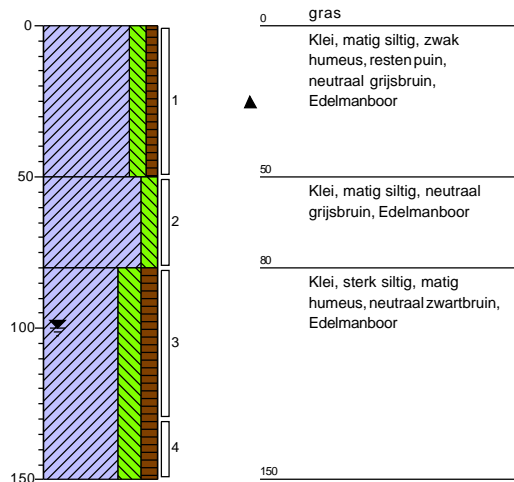 0
50
100
150
1
2
3
4
0
gras
Klei, matig siltig, zwak
humeus, resten puin,
neutraal grijsbruin,
Edelmanboor
50
Klei, matig siltig, neutraal
grijsbruin, Edelmanboor
80
Klei, sterk siltig, matig
humeus, neutraal zwartbruin,
Edelmanboor
150